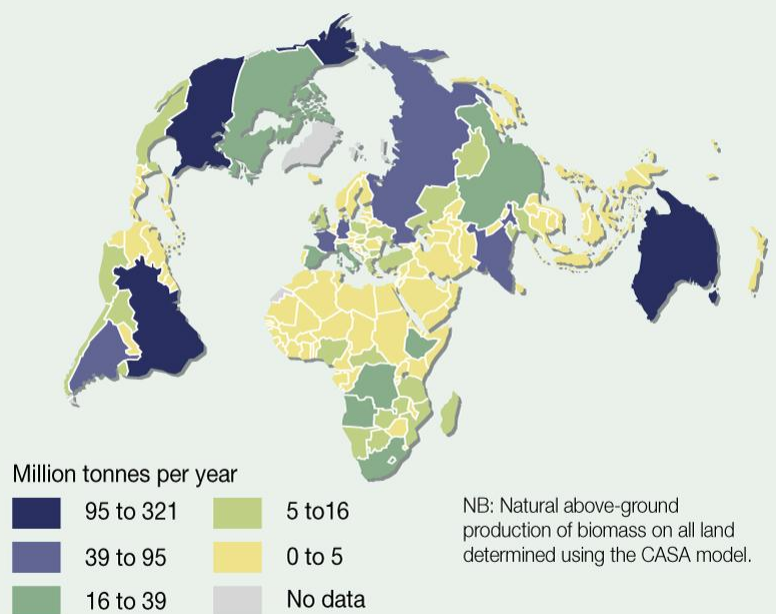 Million tonnes per year
95 to 321
39 to 95
16 to 39
5 to16
0 to 5
No data
NB: Natural above-ground
production of biomass on all land
determined using the CASA model.